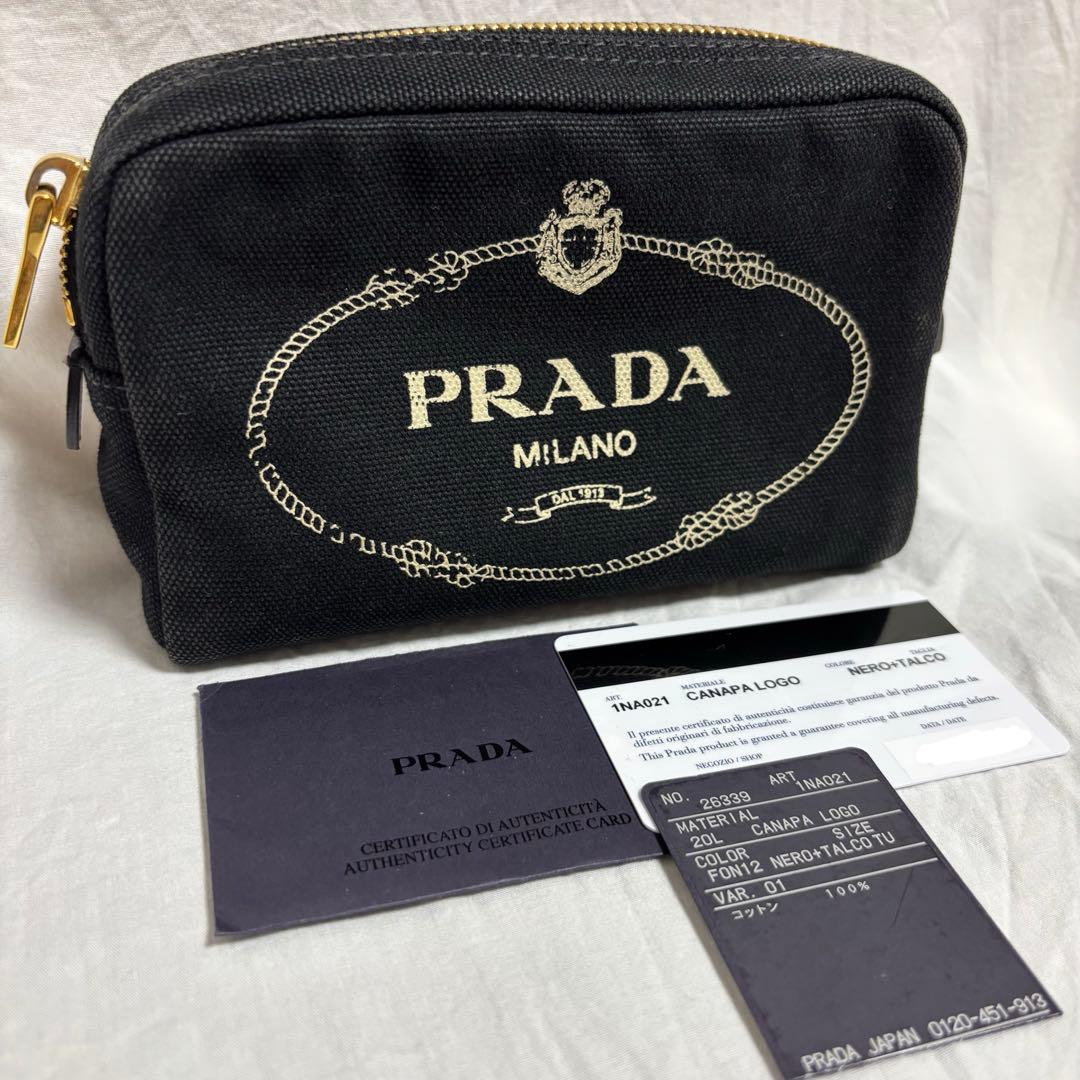 PRADA
MILANO
DAL 1913
PRADA
CERTIFICATO DI AUTENTICITÀ
AUTHENTICITY CERTIFICATE CARD
ART. 1NA021 MATERIALE CANAPA LOGO COLORE NERO+TALCO TAGLIA
Il presente certificato di autenticità costituisce garanzia del prodotto Prada da
difetti originari di fabbricazione.
This Prada product is granted a guarantee covering all manufacturing defects.
NEGOZIO / SHOP
DATA / DATE
NO. 26339 ART 1NA021
MATERIAL
20L CANAPA LOGO
COLOR SIZE
F0N12 NERO+TALCO TU
VAR. 01
コットン 100%
PRADA JAPAN 0120-451-913